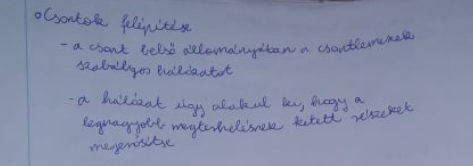 ○ Csontok felépítése
- a csont belső állományában a csontlemezek
szabályos hálózatot
- a hálózat úgy alakul ki, hogy a
legnagyobb megterhelésnek kitett részeket
megerősítse